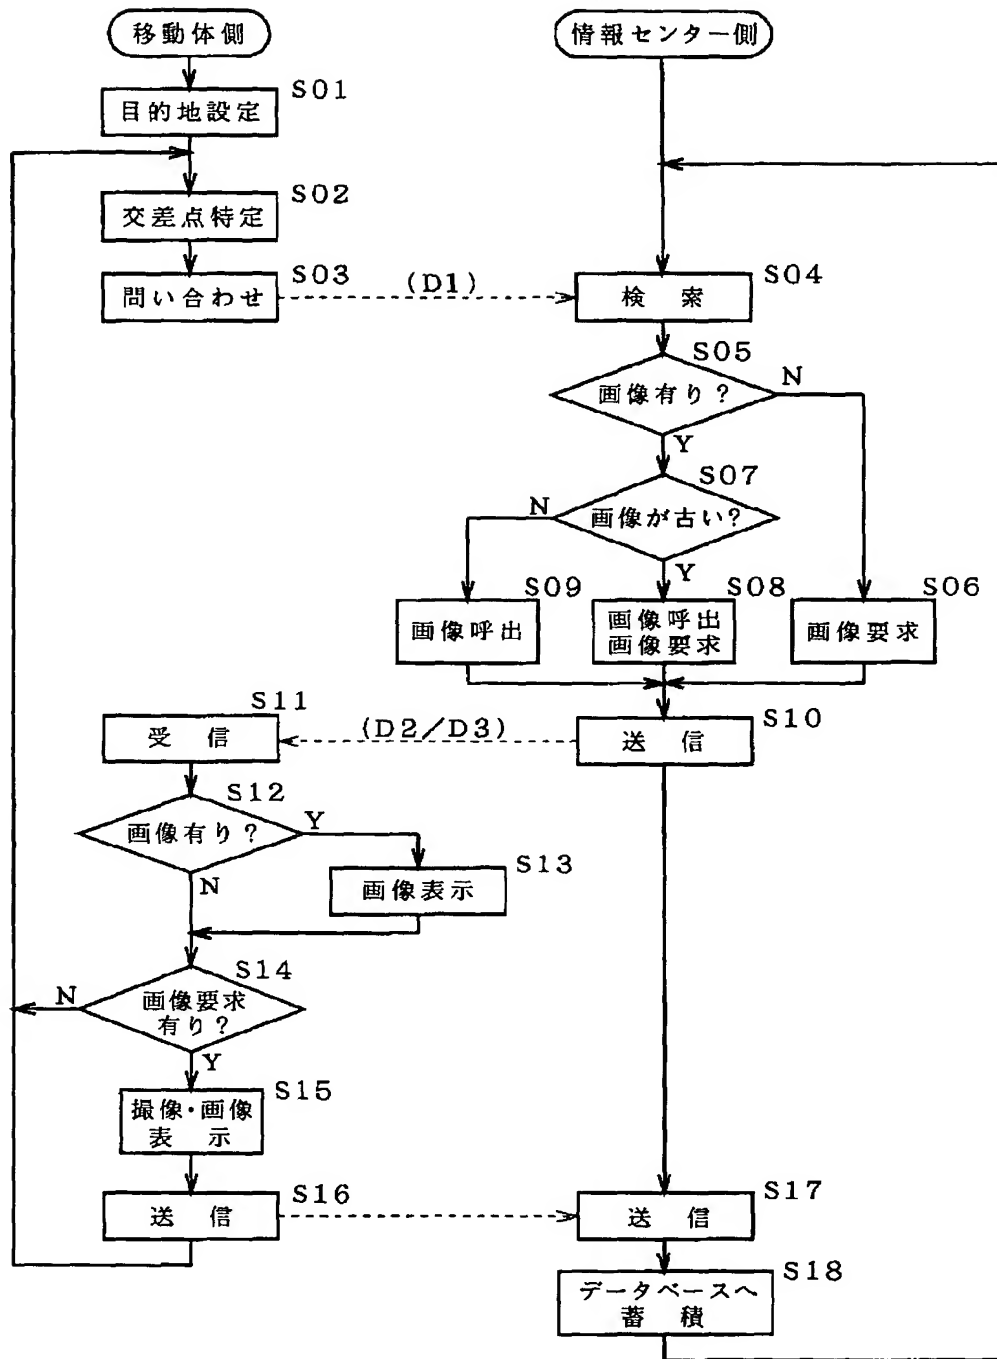 移動体側
情報センター側
S01
目的地設定
S02
交差点特定
S03
問い合わせ
(D1)
S04
検 索
S05
画像有り?
N
Y
S07
画像が古い?
N
Y
S09
画像呼出
S08
画像呼出
画像要求
S06
画像要求
S11
受 信
(D2/D3)
S10
送 信
S12
画像有り?
Y
N
S13
画像表示
S14
画像要求
有り?
N
Y
S15
撮像・画像
表 示
S16
送 信
S17
送 信
S18
データベースへ
蓄 積